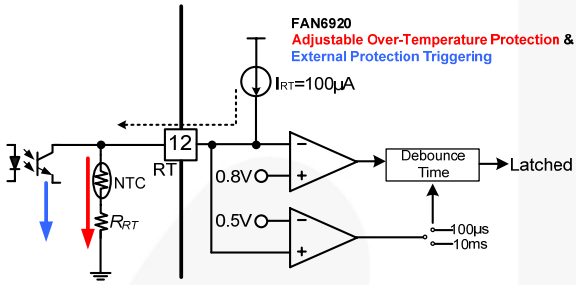 FAN6920
Adjustable Over-Temperature Protection &
External Protection Triggering
IRT=100μA
12
RT
NTC
RRT
0.8V
0.5V
−
+
−
+
Debounce
Time
Latched
100μs
10ms